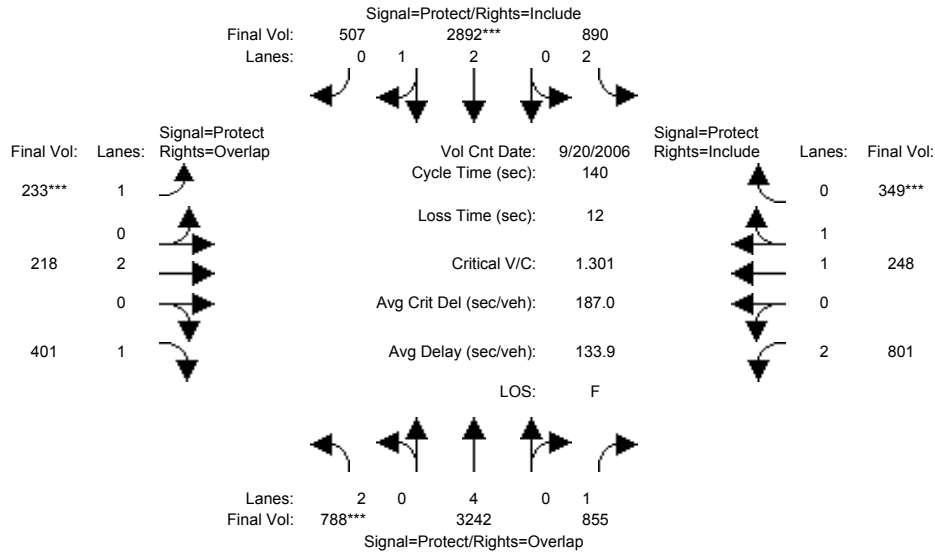 Signal=Protect/Rights=Include
Final Vol: 507 2892*** 890
Lanes: 0 1 2 0 2
Signal=Protect
Final Vol: Lanes: Rights=Overlap
Vol Cnt Date: 9/20/2006
Signal=Protect
Rights=Include Lanes: Final Vol:
Cycle Time (sec): 140
233*** 1
0 349***
Loss Time (sec): 12
0
1
218 2
Critical V/C: 1.301
1 248
0
Avg Crit Del (sec/veh): 187.0
0
401 1
Avg Delay (sec/veh): 133.9
2 801
LOS: F
Lanes: 2 0 4 0 1
Final Vol: 788*** 3242 855
Signal=Protect/Rights=Overlap